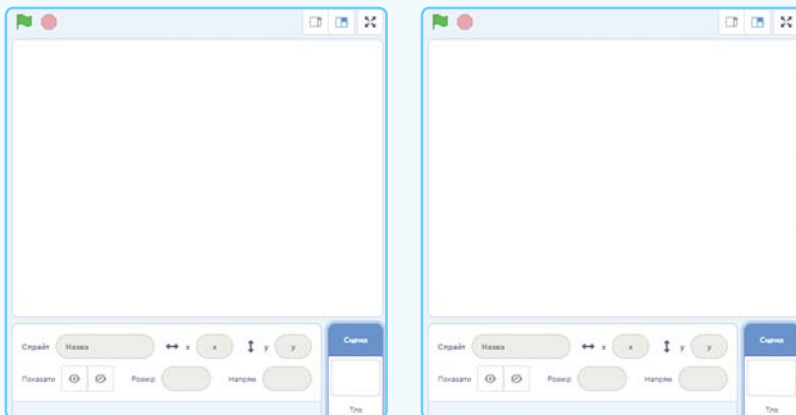 Спрайт Назва x x y y Сцена
Показати Розмір Напрям
Тло
Спрайт Назва x x y y Сцена
Показати Розмір Напрям
Тло